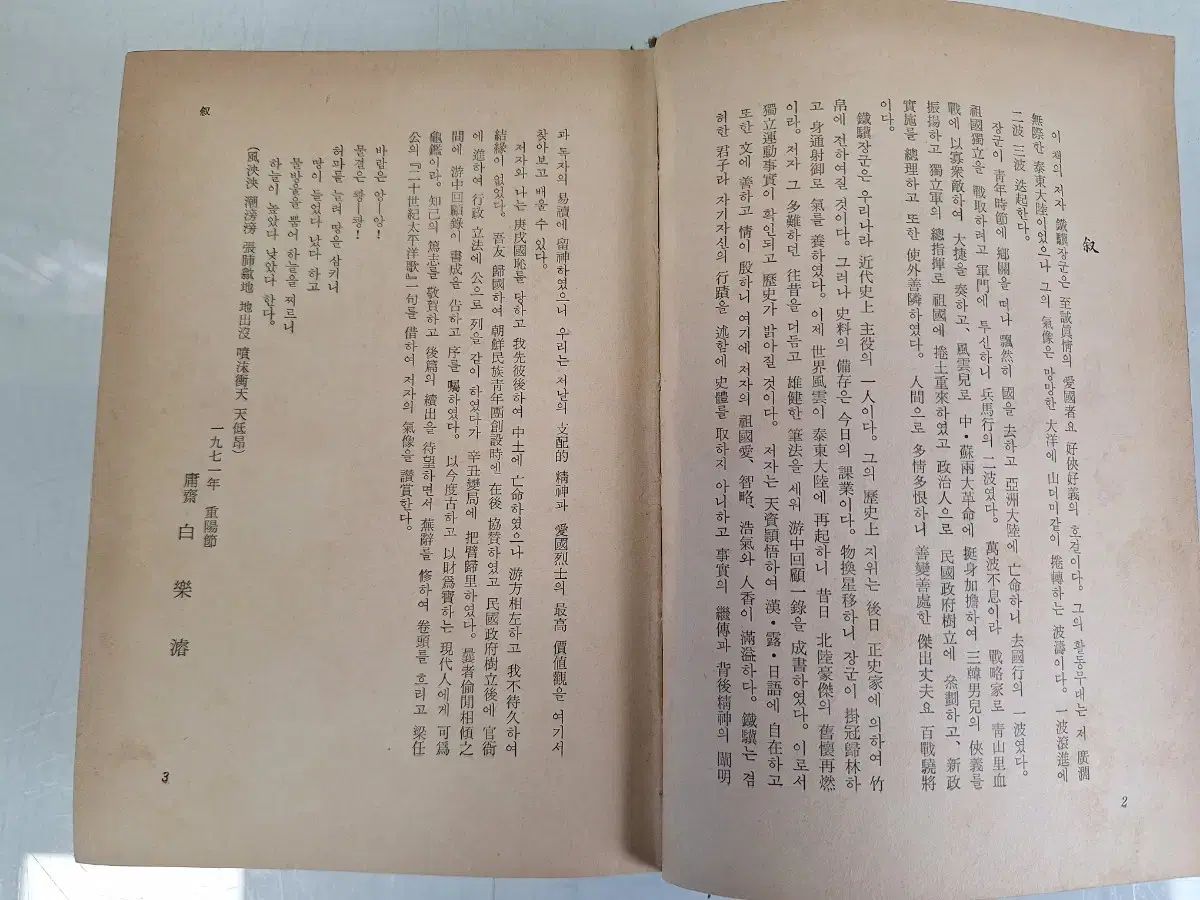 叙
이 책의 저자 鐵驥장군은 至誠眞情의 愛國者요 好俠好義의 호걸이다. 그의 활동무대는 저 廣濶
無際한 泰東大陸이었으나 그의 氣像은 망망한 大洋에 山더미같이 捲轉하는 波濤이다. 一波滾進에
二波 三波 迭起한다.
장군이 靑年時節에 鄕關을 떠나 飄然히 國을 去하고 亞洲大陸에 亡命하니 去國行의 一波였다.
祖國獨立을 戰取하려고 軍門에 투신하니 兵馬行의 二波였다. 萬波不息이라 戰略家로 靑山里血
戰에 以寡衆敵하여 大捷을 奏하고、風雲兒로 中・蘇兩大革命에 挺身加擔하여 三韓男兒의 俠義를
振揚하고 獨立軍의 總指揮로 祖國에 捲土重來하였고 政治人으로 民國政府樹立에 叅劃하고、新政
實施를 總理하고 또한 使外善隣하였다. 人間으로 多情多恨하니 善變善處한 傑出丈夫요 百戰驍將
이다.
鐵驥장군은 우리나라 近代史上 主役의 一人이다. 그의 歷史上 지위는 後日 正史家에 의하여 竹
帛에 전하여질 것이다. 그러나 史料의 備存은 今日의 課業이다. 物換星移하니 장군이 掛冠歸林하
고 身通射御로 氣를 養하였다. 이제 世界風雲이 泰東大陸에 再起하니 昔日 北陸豪傑의 舊懷再燃
이라. 저자 그 多難하던 往昔을 더듬고 雄健한 筆法을 세워 游中回顧一錄을 成書하였다. 이로서
獨立運動事實이 확인되고 歷史가 밝아질 것이다. 저자는 天資頴悟하여 漢・露・日語에 自在하고
또한 文에 善하고 情이 殷하니 여기에 저자의 祖國愛、智略、浩氣와 人香이 滿溢하다. 鐵驥는 겸
허한 君子라 자기자신의 行蹟을 述함에 史體를 取하지 아니하고 事實의 繼傳과 背後精神의 闡明
2
과 독자의 易讀에 留神하였으니 우리는 저날의 支配的 精神과 愛國烈士의 最高 價値觀을 여기서
찾아보고 배울 수 있다.
저자와 나는 庚戌國恥를 당하고 我先彼後하여 中土에 亡命하였으나 游方相左하고 我不待久하여
結緣이 없었다. 吾友 歸國하여 朝鮮民族靑年團創設時엔 在後 協贊하였고 民國政府樹立後에 官衙
에 進하여 行政 立法에 公으로 列을 같이 하였다가 辛丑變局에 把臂歸里하였다. 曩者偷閒相傾之
間에 游中回顧錄이 書成을 告하고 序를 囑하였다. 以今度古하고 以財爲寶하는 現代人에게 可爲
龜鑑이라. 知己의 篤志를 敬賀하고 後篇의 續出을 待望하면서 蕪辭를 修하여 卷頭를 흐리고 梁任
公의 『二十世紀太平洋歌』一句를 借하여 저자의 氣像을 讚賞한다.
바람은 앙ー앙!
물결은 쾅ー쾅!
허파를 늘려 땅을 삼키니
땅이 들었다 났다 하고
물방울을 뿜어 하늘을 찌르니
하늘이 높았다 낮았다 한다.
(風泱泱 潮滂滂 張肺歙地 地出沒 噴沫衝天 天低昂)
一九七一年 重陽節
庸齋 白樂濬
叙
3